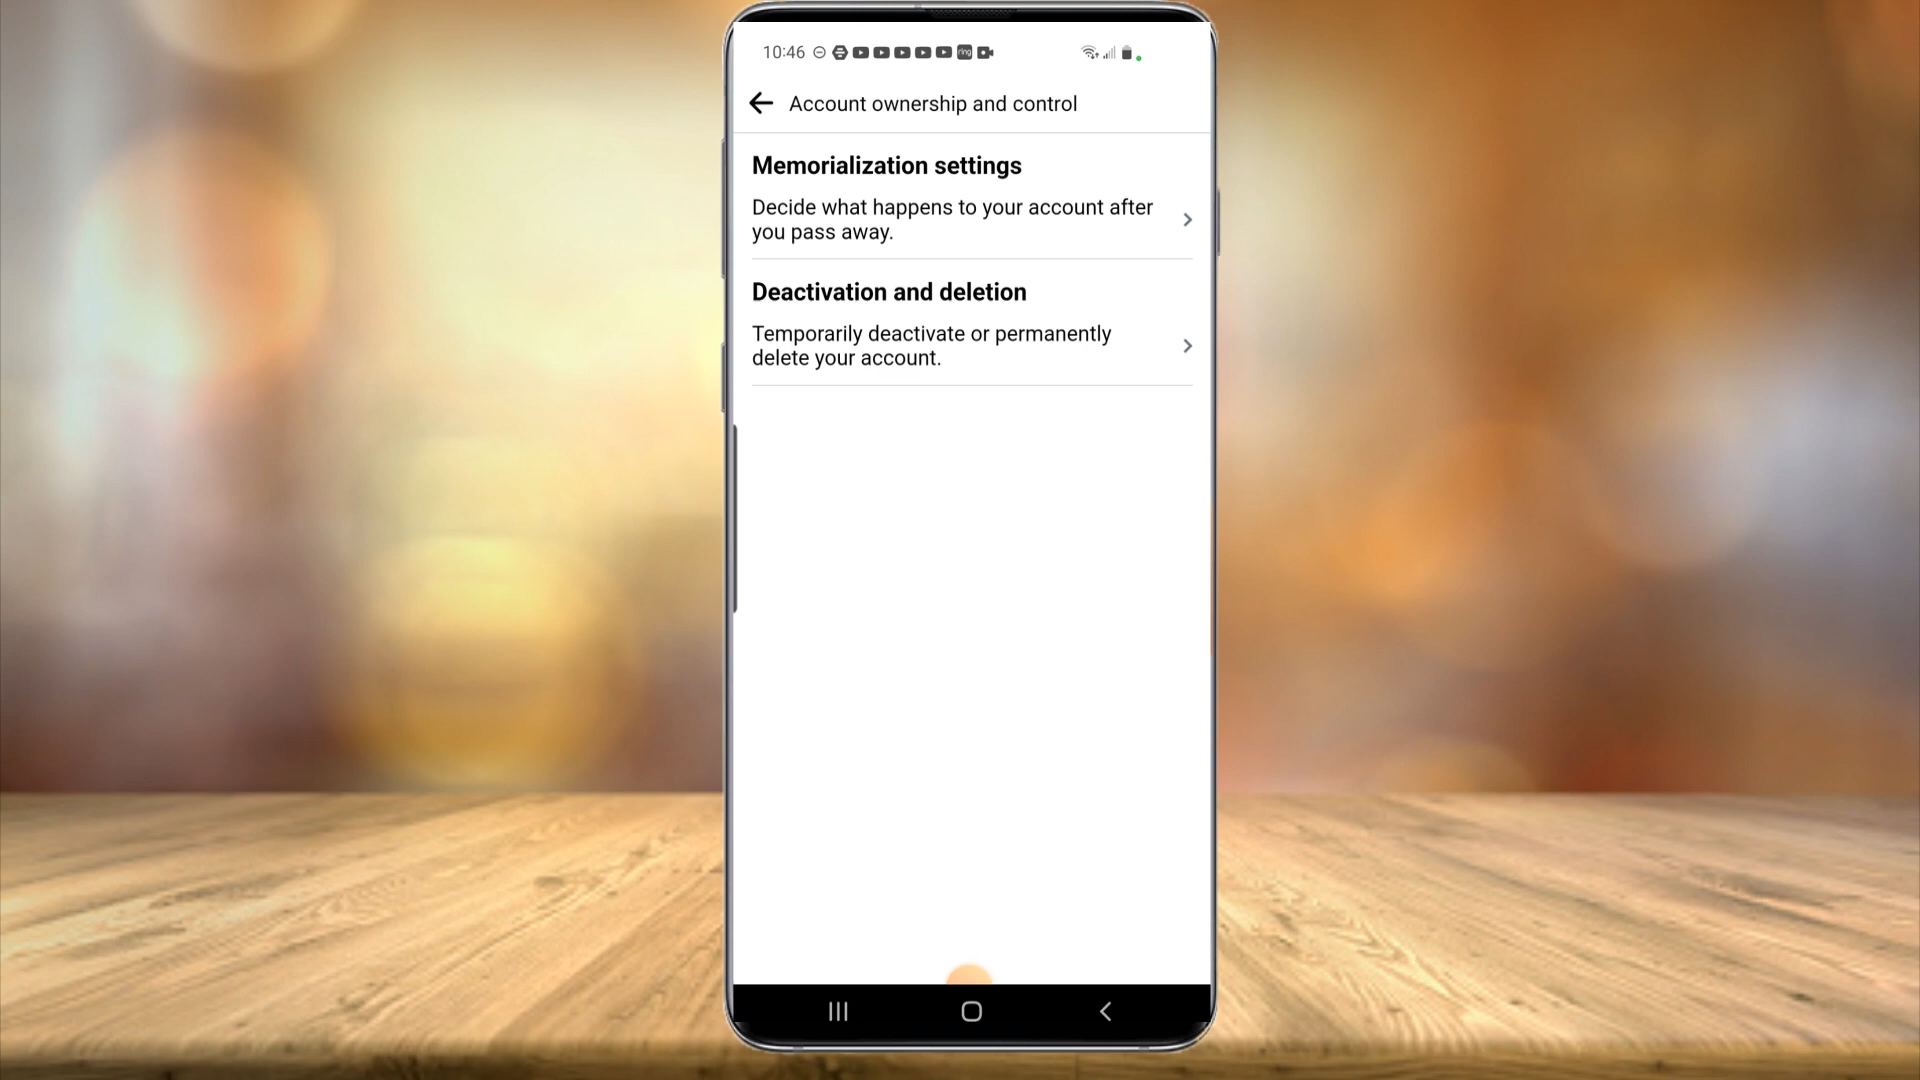 10:46 ring
Account ownership and control
Memorialization settings
Decide what happens to your account after
you pass away.
Deactivation and deletion
Temporarily deactivate or permanently
delete your account.